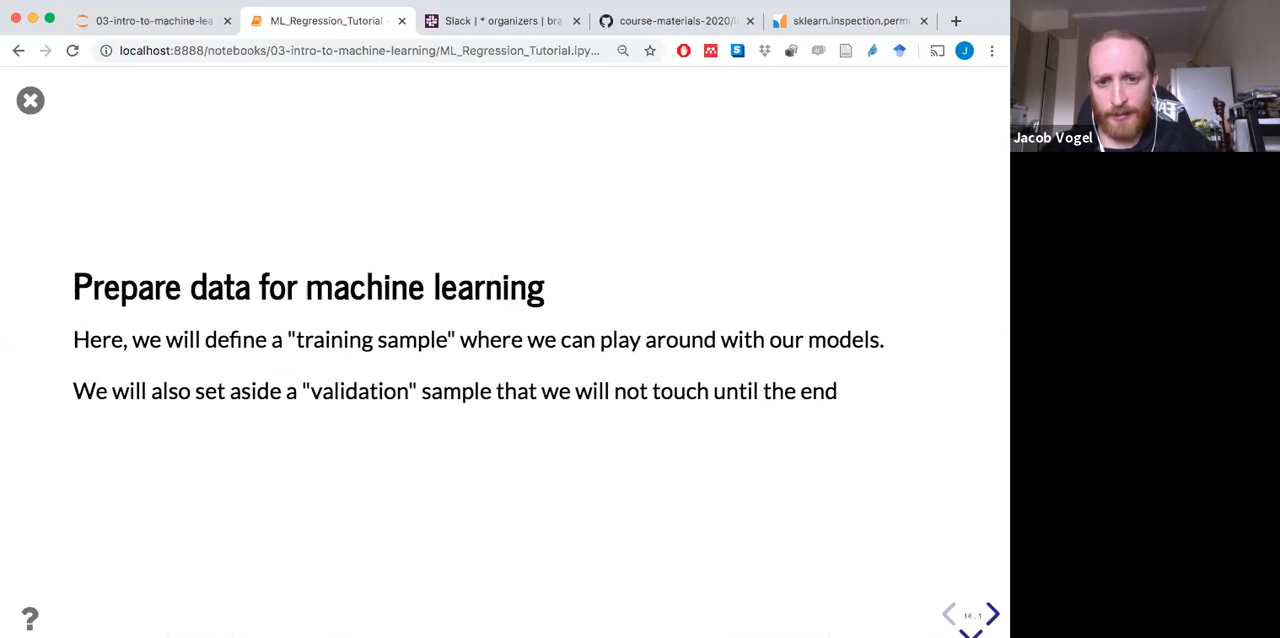 03-intro-to-machine-lea
ML_Regression_Tutorial
Slack | * organizers | bra
course-materials-2020/
sklearn.inspection.perm
localhost:8888/notebooks/03-intro-to-machine-learning/ML_Regression_Tutorial.ipy...
J
Jacob Vogel
Prepare data for machine learning
Here, we will define a "training sample" where we can play around with our models.
We will also set aside a "validation" sample that we will not touch until the end
?
14.1